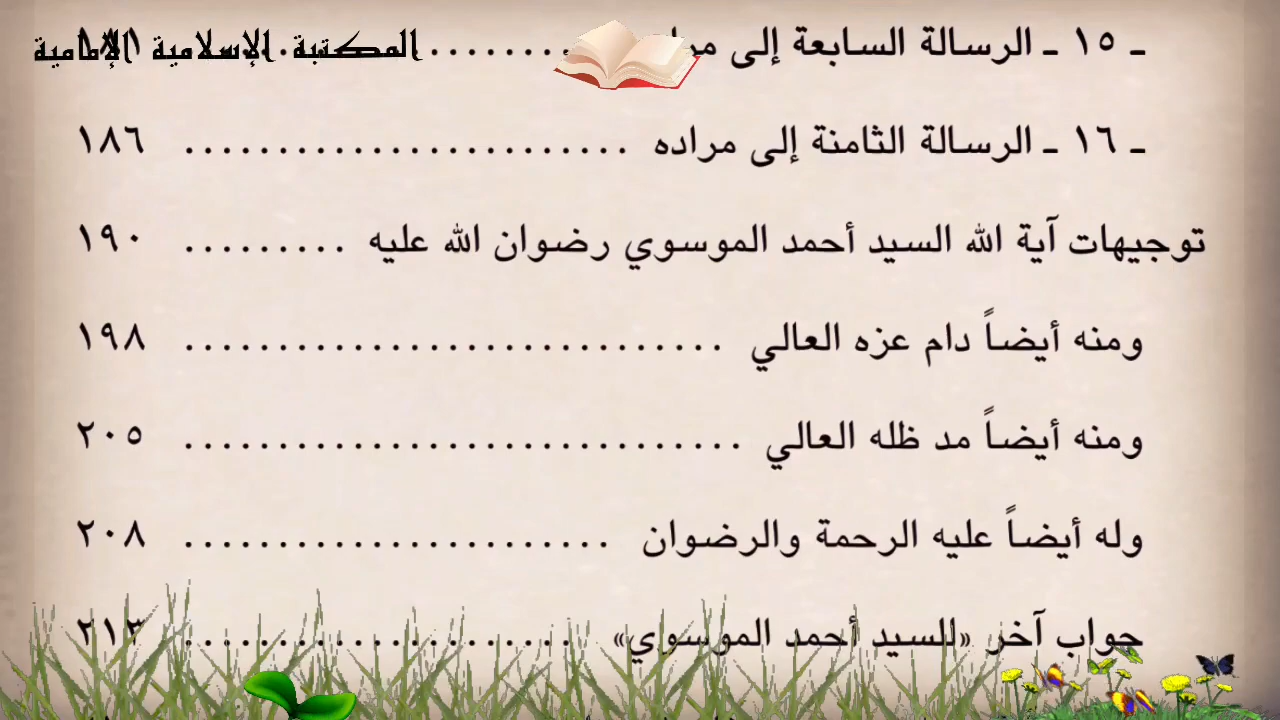 المكتبة الإسلامية الإمامية
ـ ١٥ ـ الرسالة السابعة إلى
ـ ١٦ ـ الرسالة الثامنة إلى مراده ........................ ١٨٦
توجيهات آية الله السيد أحمد الموسوي رضوان الله عليه ......... ١٩٠
ومنه أيضاً دام عزه العالي ............................. ١٩٨
ومنه أيضاً مد ظله العالي .............................. ٢٠٥
وله أيضاً عليه الرحمة والرضوان ....................... ٢٠٨
جواب آخر «للسيد أحمد الموسوي» .....................